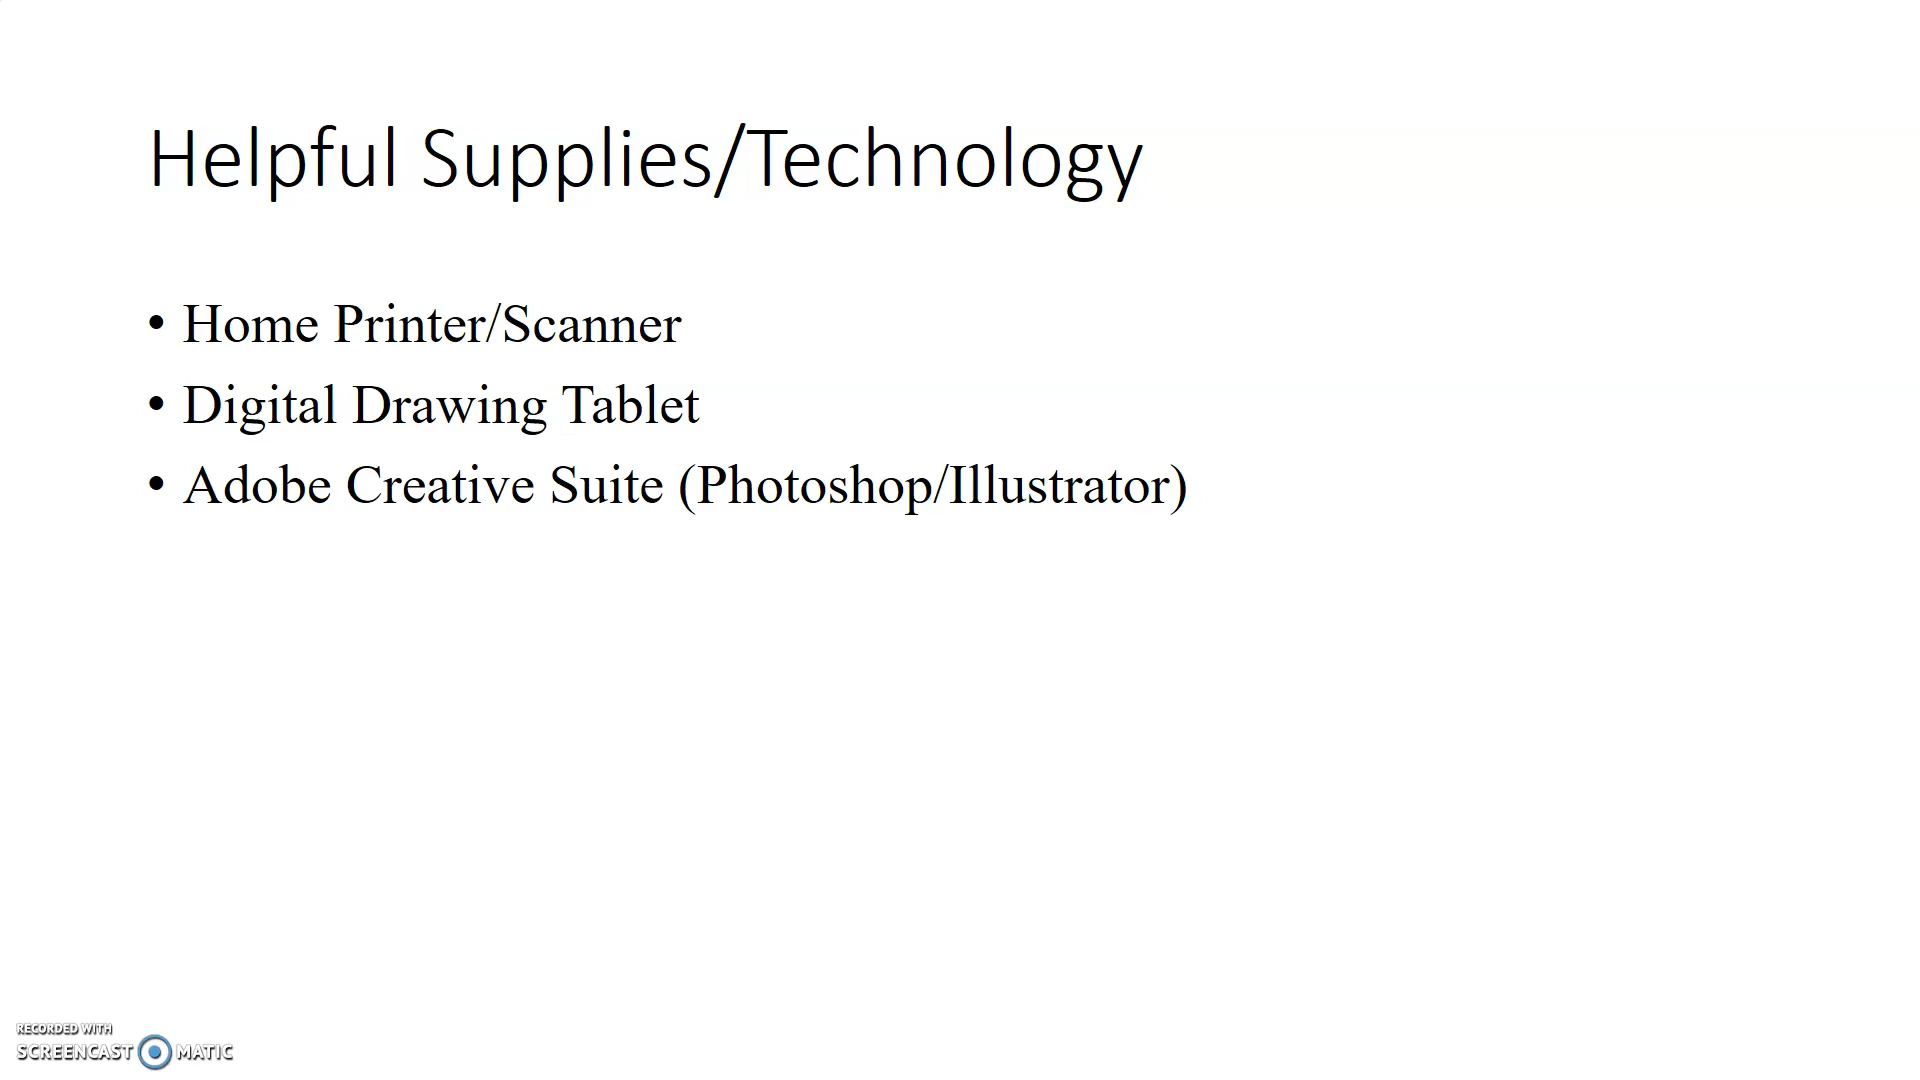 Helpful Supplies/Technology
• Home Printer/Scanner
• Digital Drawing Tablet
• Adobe Creative Suite (Photoshop/Illustrator)
RECORDED WITH
SCREENCAST MATIC